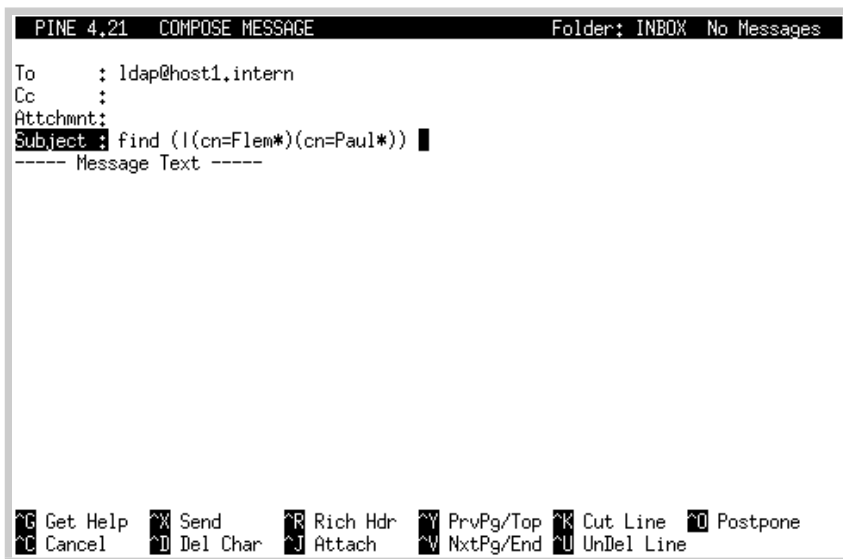 PINE 4.21 COMPOSE MESSAGE Folder: INBOX No Messages
To : ldap@host1.intern
Cc :
Attchmnt:
Subject : find (|(cn=Flem*)(cn=Paul*))
----- Message Text -----
^G Get Help ^X Send ^R Rich Hdr ^Y PrvPg/Top ^K Cut Line ^O Postpone
^C Cancel ^D Del Char ^J Attach ^V NxtPg/End ^U UnDel Line